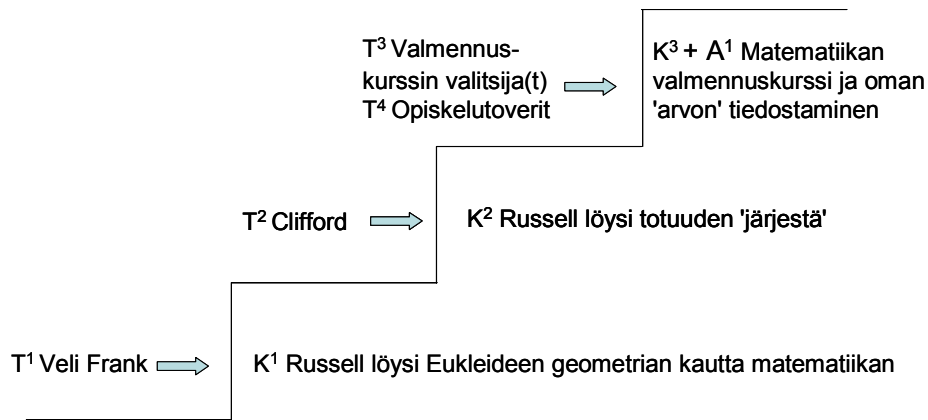 T³ Valmennus-
kurssin valitsija(t)
T⁴ Opiskelutoverit
K³ + A¹ Matematiikan
valmennuskurssi ja oman
'arvon' tiedostaminen
T² Clifford
K² Russell löysi totuuden 'järjestä'
T¹ Veli Frank
K¹ Russell löysi Eukleideen geometrian kautta matematiikan